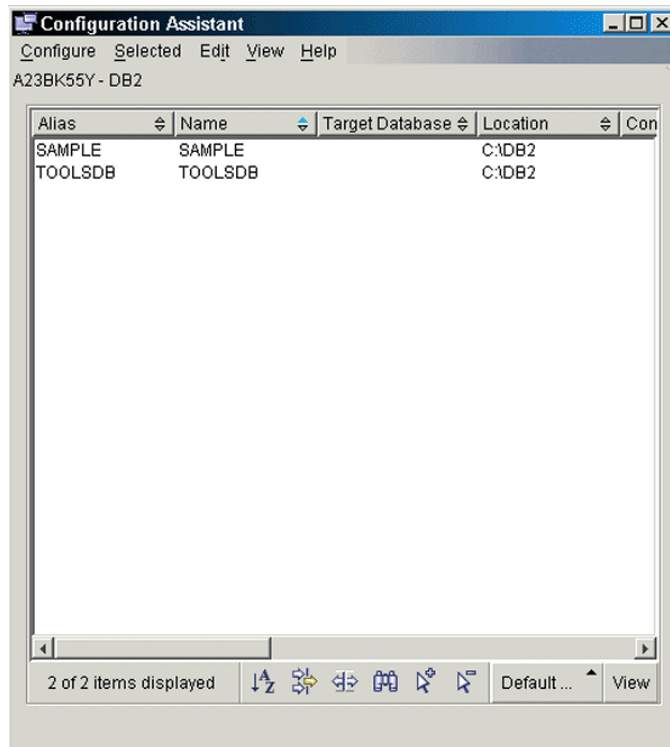 Configuration Assistant
Configure Selected Edit View Help
A23BK55Y - DB2
Alias Name Target Database Location Con
SAMPLE SAMPLE C:\DB2
TOOLSDB TOOLSDB C:\DB2
2 of 2 items displayed Default ... View